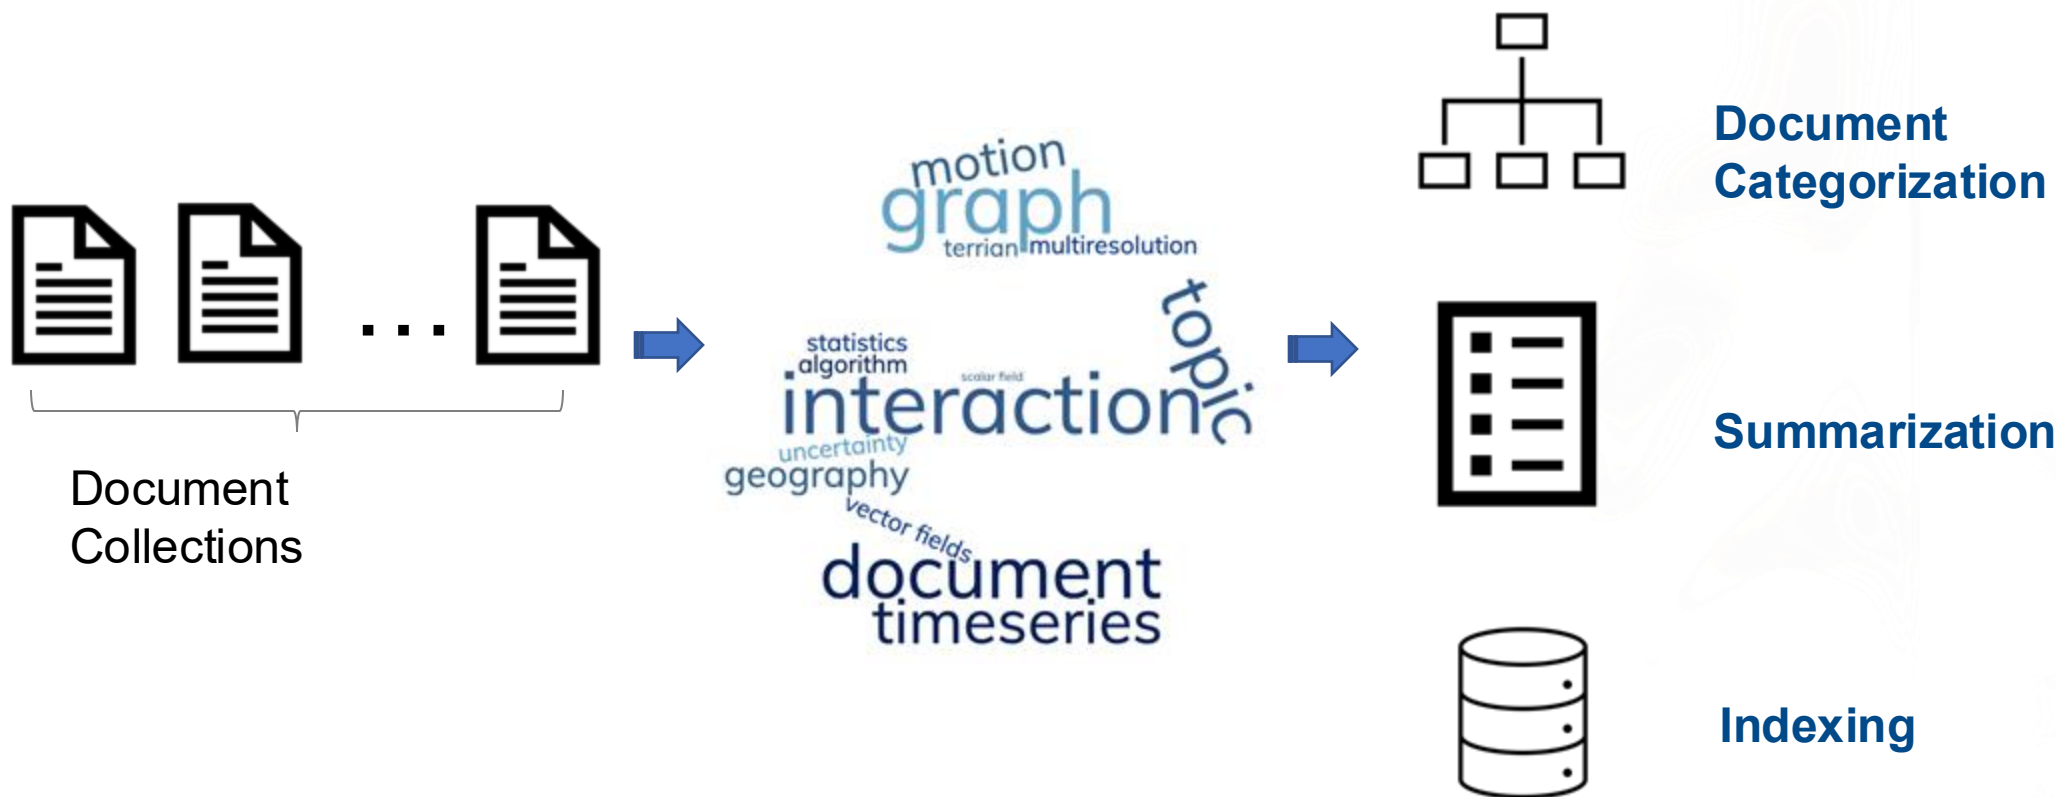 Document
Collections
motion
graph
terrian
multiresolution
topic
statistics
algorithm
scalar field
interaction
uncertainty
geography
vector fields
document
timeseries
Document
Categorization
Summarization
Indexing